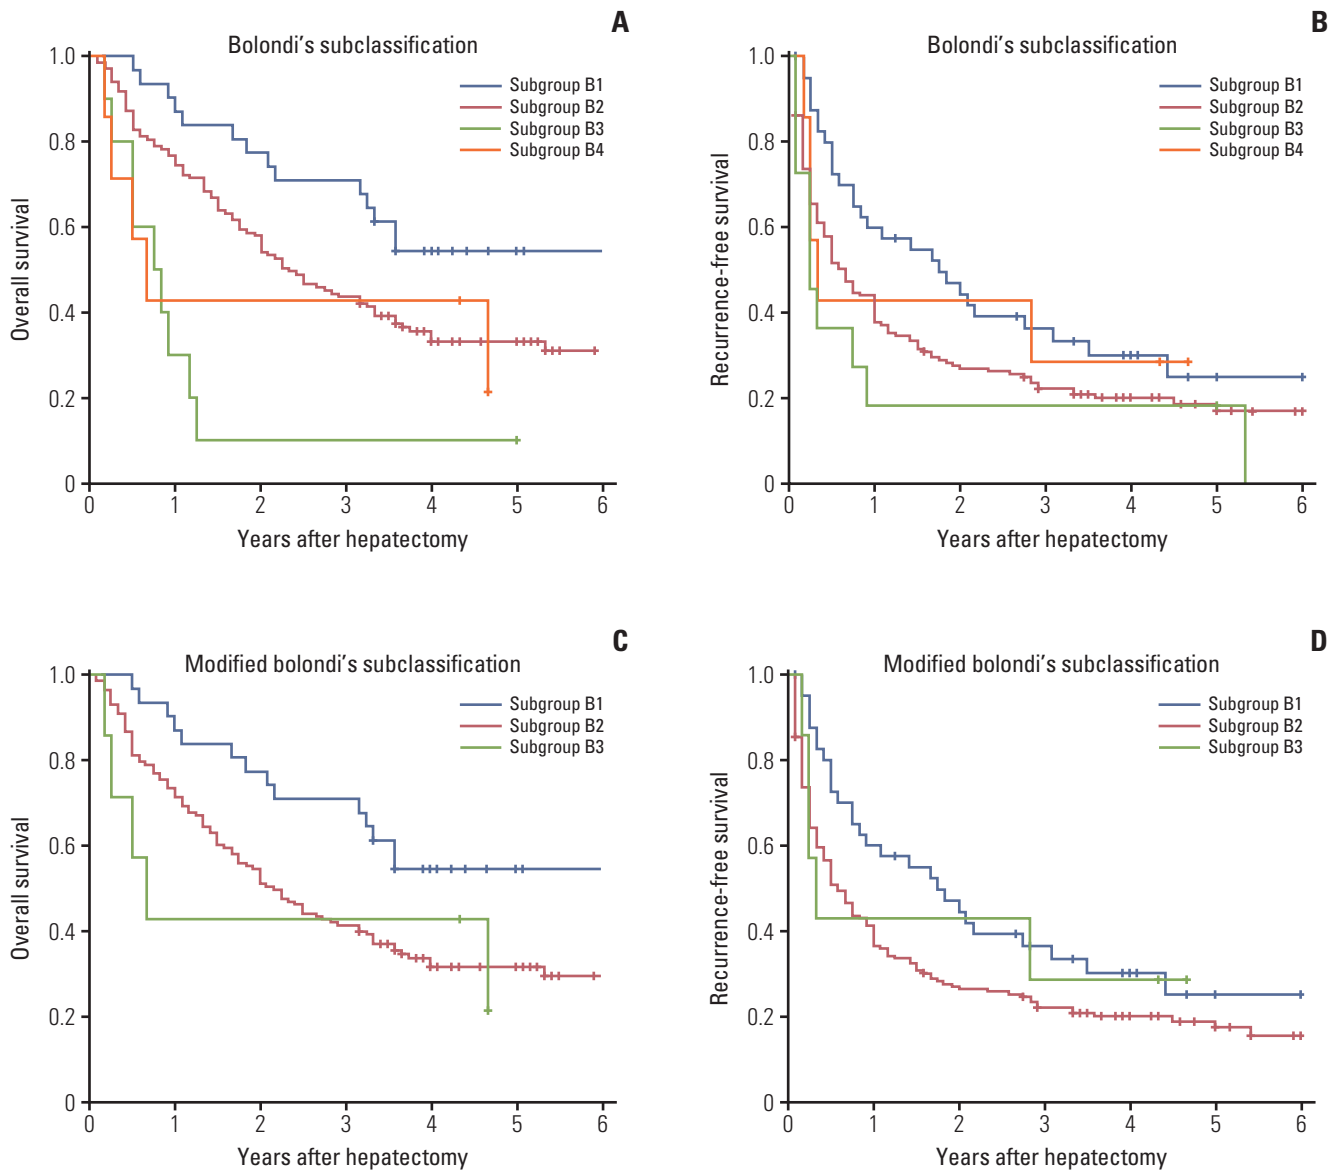 A
Bolondi's subclassification
Subgroup B1
Subgroup B2
Subgroup B3
Subgroup B4
Overall survival
1.0
0.8
0.6
0.4
0.2
0
0 1 2 3 4 5 6
Years after hepatectomy
B
Bolondi's subclassification
Subgroup B1
Subgroup B2
Subgroup B3
Subgroup B4
Recurrence-free survival
1.0
0.8
0.6
0.4
0.2
0
0 1 2 3 4 5 6
Years after hepatectomy
C
Modified bolondi's subclassification
Subgroup B1
Subgroup B2
Subgroup B3
Overall survival
1.0
0.8
0.6
0.4
0.2
0
0 1 2 3 4 5 6
Years after hepatectomy
D
Modified bolondi's subclassification
Subgroup B1
Subgroup B2
Subgroup B3
Recurrence-free survival
1.0
0.8
0.6
0.4
0.2
0
0 1 2 3 4 5 6
Years after hepatectomy